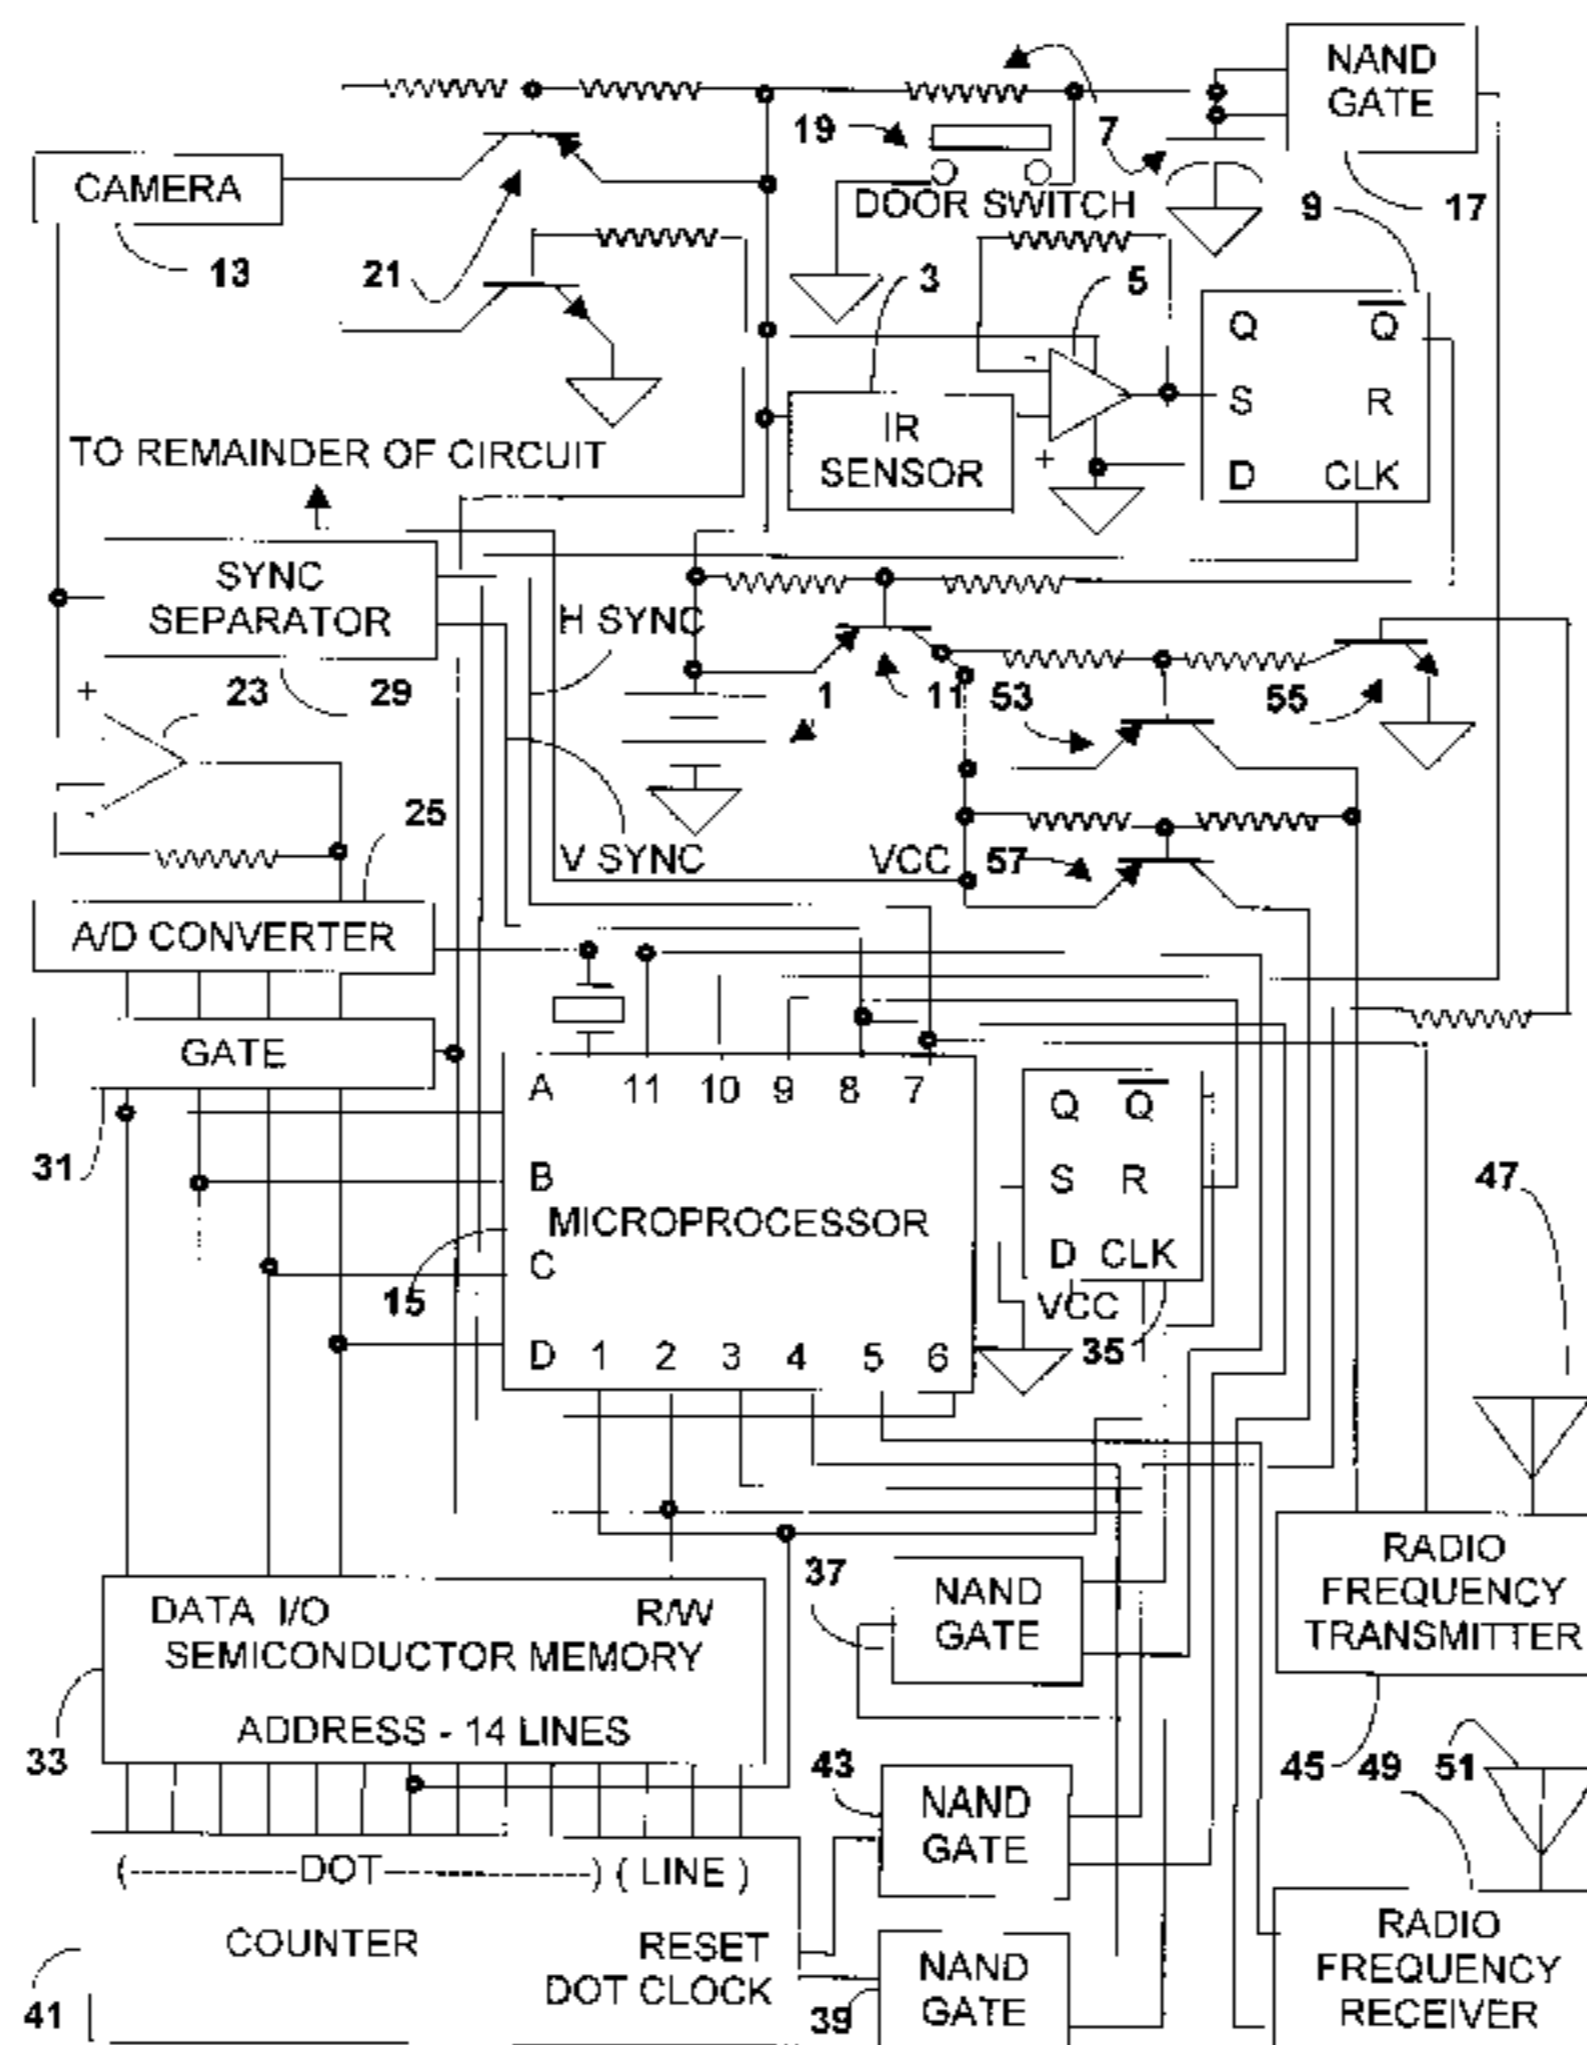 NAND
GATE
19
7
CAMERA
DOOR SWITCH
9
17
13
21
3
5
Q Q
S R
D CLK
IR
SENSOR
+
-
TO REMAINDER OF CIRCUIT
SYNC
SEPARATOR
H SYNC
+
-
23
29
1
11
53
55
25
V SYNC
VCC
57
A/D CONVERTER
GATE
A 11 10 9 8 7
B
MICROPROCESSOR
C
D 1 2 3 4 5 6
31
15
Q Q
S R
D CLK
VCC
35
47
37
NAND
GATE
RADIO
FREQUENCY
TRANSMITTER
DATA I/O R/W
SEMICONDUCTOR MEMORY
ADDRESS - 14 LINES
33
43
NAND
GATE
45
49
51
(-----------DOT-------------) ( LINE )
COUNTER
RESET
DOT CLOCK
41
39
NAND
GATE
RADIO
FREQUENCY
RECEIVER